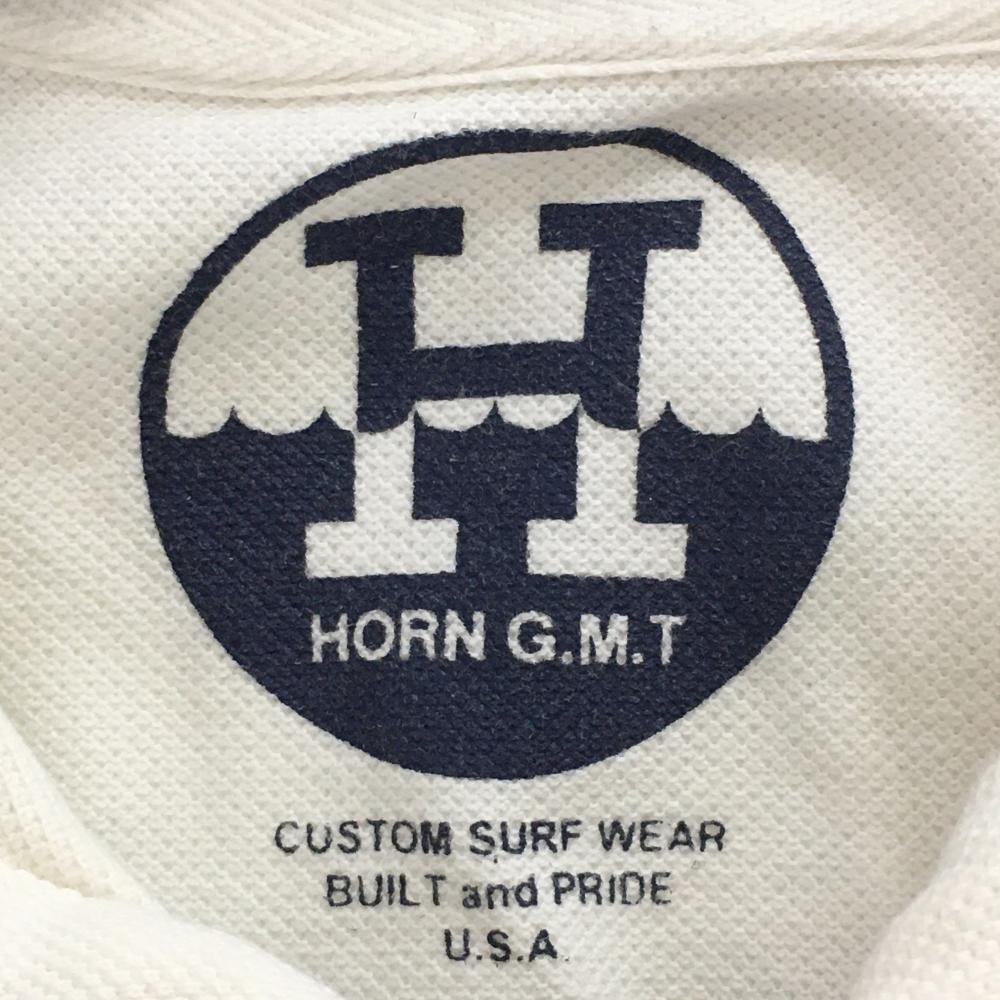 H
HORN G.M.T
CUSTOM SURF WEAR
BUILT and PRIDE
U.S.A.